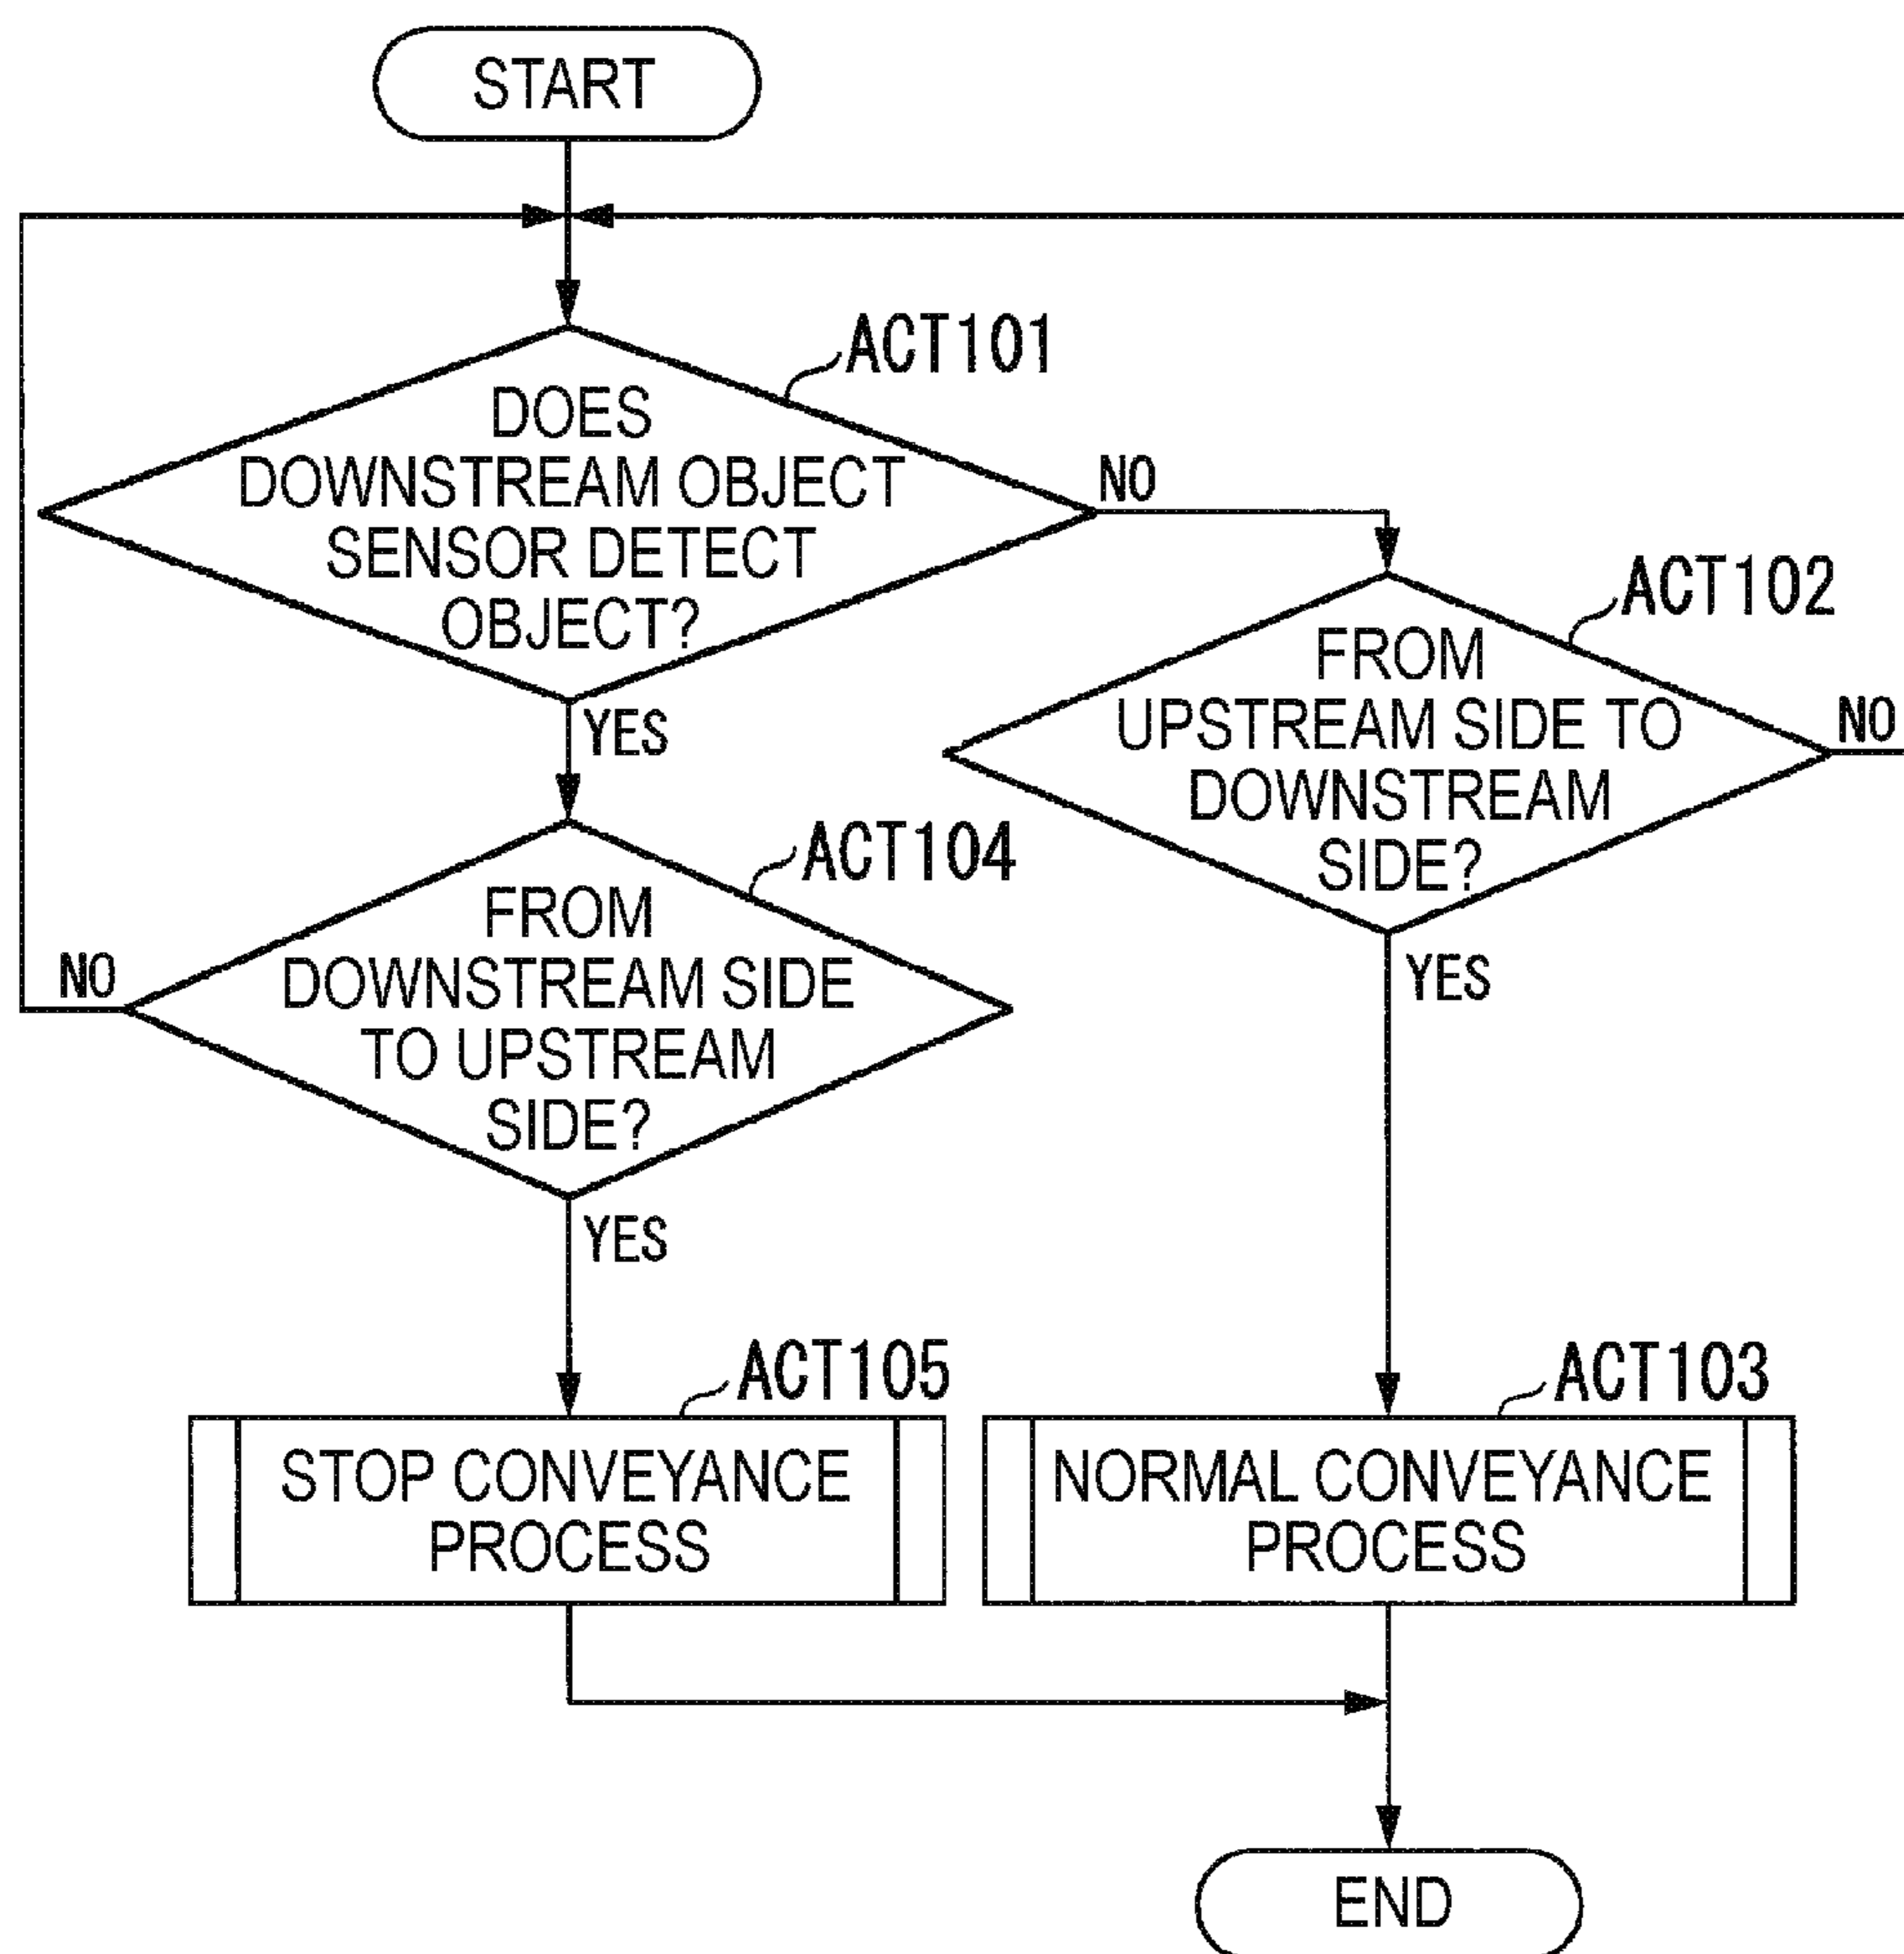 START
ACT101
DOES
DOWNSTREAM OBJECT
SENSOR DETECT
OBJECT?
NO
YES
ACT102
FROM
UPSTREAM SIDE TO
DOWNSTREAM
SIDE?
NO
YES
ACT104
FROM
DOWNSTREAM SIDE
TO UPSTREAM
SIDE?
NO
YES
ACT105
STOP CONVEYANCE
PROCESS
ACT103
NORMAL CONVEYANCE
PROCESS
END